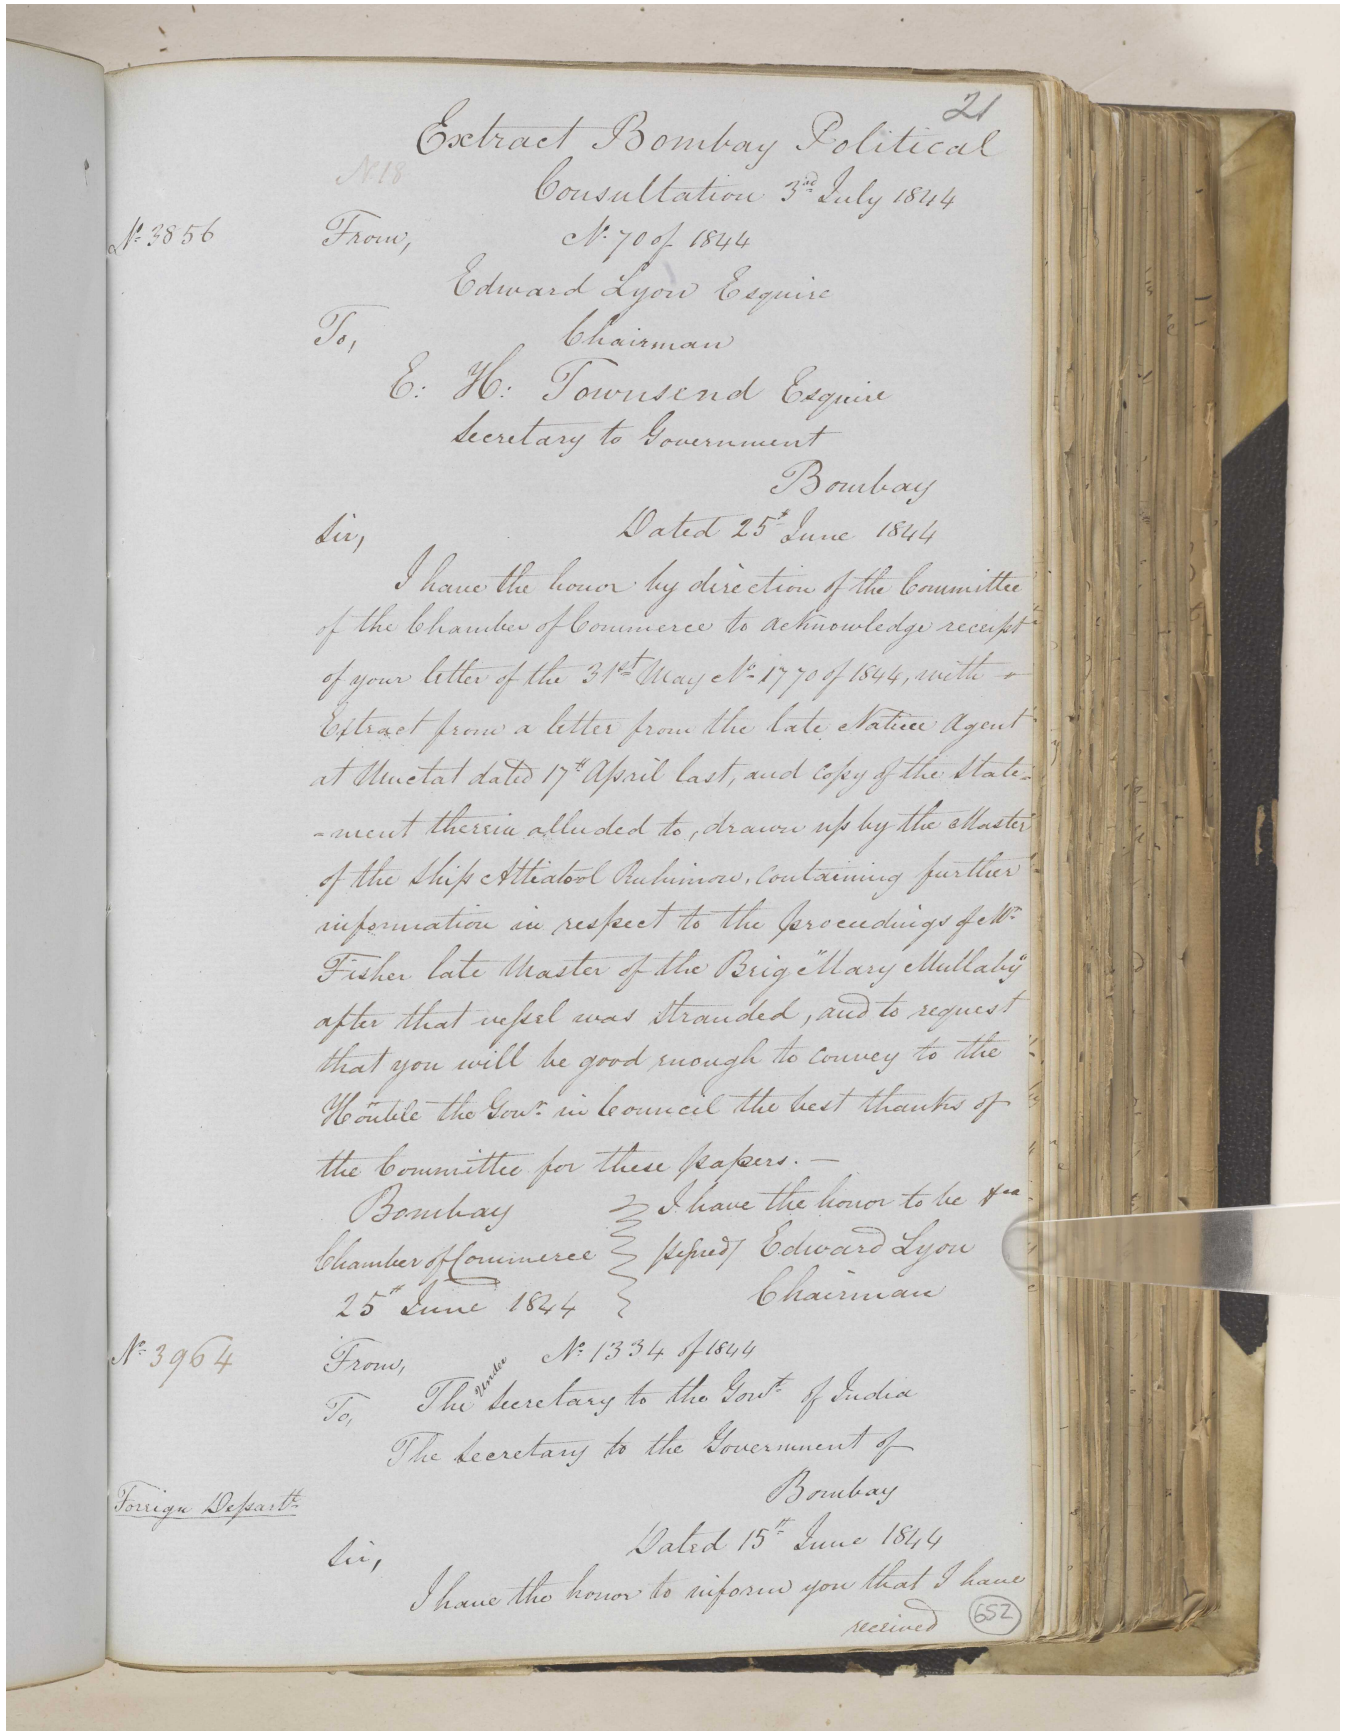 21
Extract Bombay Political
No 18
Consultation 3rd July 1844
No 3856
From,
No 70 of 1844
Edward Lyon Esquire
To,
Chairman
E: H: Townsend Esquire
Secretary to Government
Bombay
Sir,
Dated 25th June 1844
I have the honor by direction of the Committee
of the Chamber of Commerce to acknowledge receipt
of your letter of the 31st May No 1770 of 1844, with
Extract from a letter from the late Native Agent
at Muctat dated 17th April last, and copy of the State-
-ment therein alluded to, drawn up by the Master
of the Ship Attiatool Ruhimon, containing further
information in respect to the proceedings of Mr
Fisher late Master of the Brig "Mary Mullaby"
after that vessel was stranded, and to request
that you will be good enough to convey to the
Honble the Govr in Council the best thanks of
the Committee for these papers. —
Bombay
Chamber of Commerce
25th June 1844
I have the honor to be &ca
/signed/ Edward Lyon
Chairman
No 3964
From,
No 1334 of 1844
The Under Secretary to the Govt of India
To,
The Secretary to the Government of
Bombay
Foreign Departt
Dated 15th June 1844
Sir,
I have the honor to inform you that I have
received
652